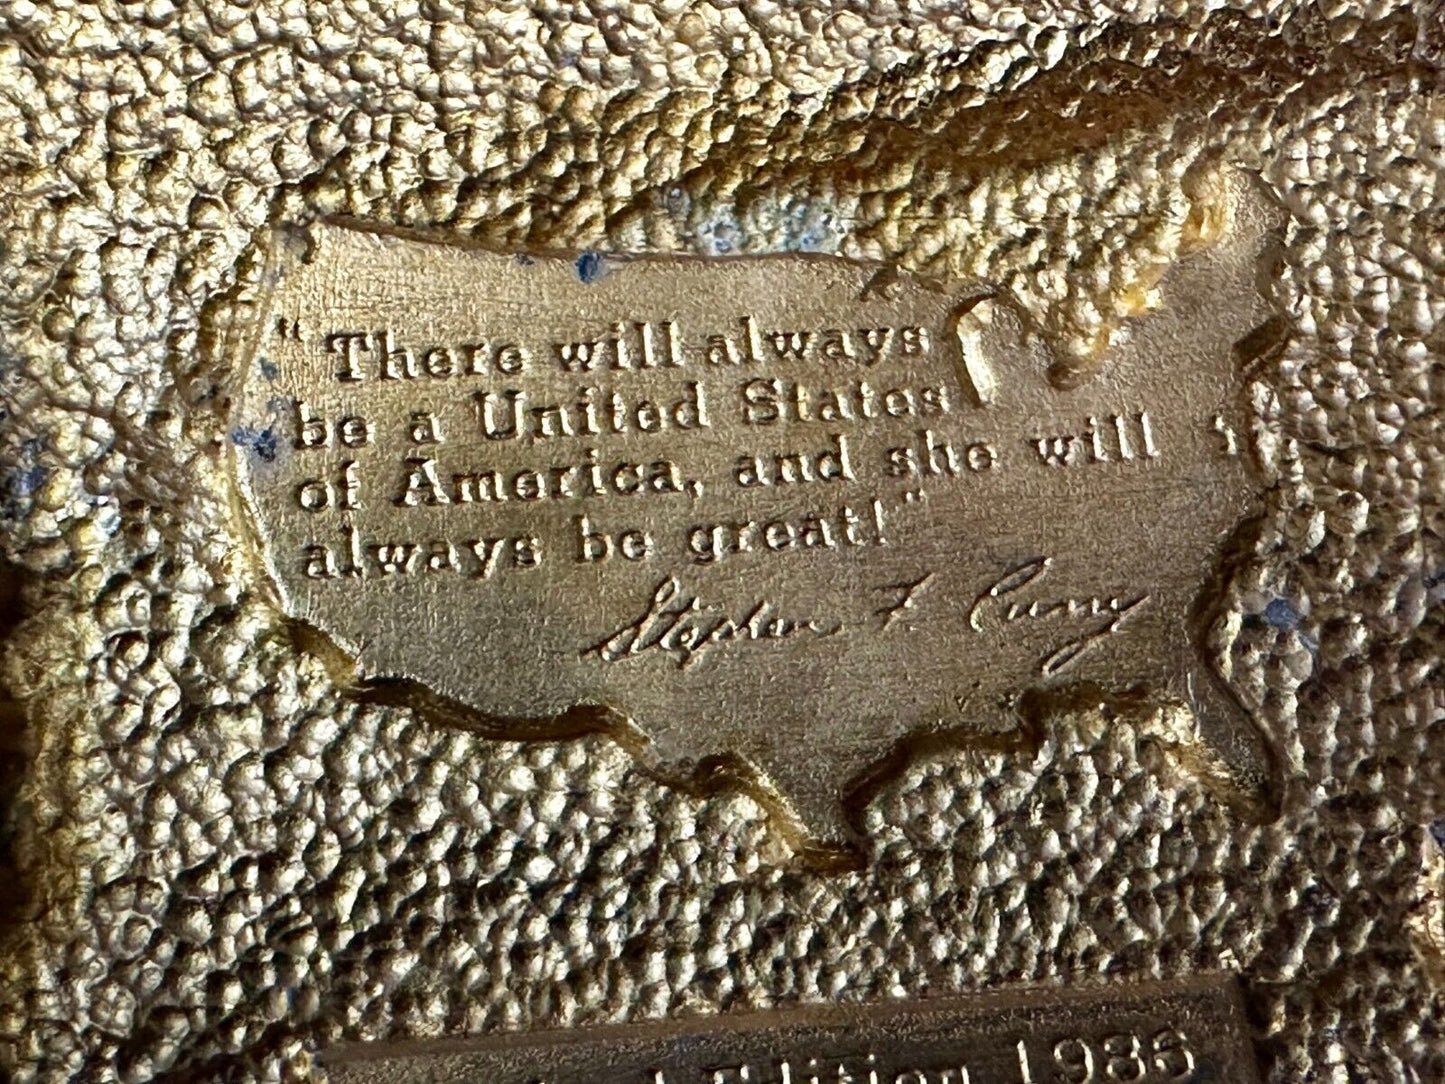 "There will always
be a United States
of America, and she will
always be great!"
Stephen F. Curry
Edition 1986